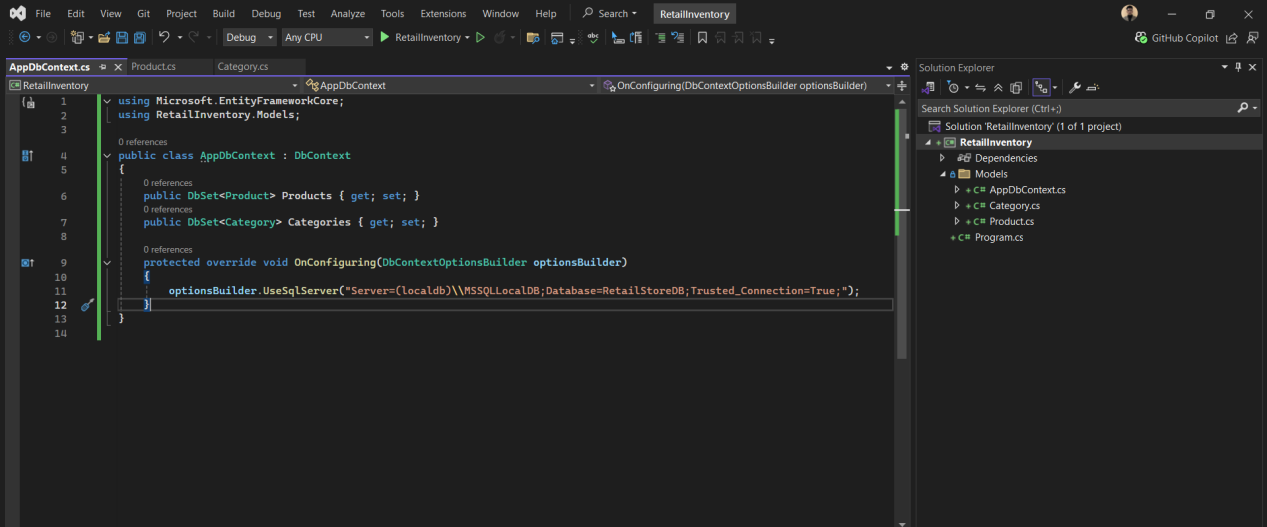 File Edit View Git Project Build Debug Test Analyze Tools Extensions Window Help Search RetailInventory
Debug Any CPU RetailInventory GitHub Copilot
AppDbContext.cs Product.cs Category.cs
RetailInventory AppDbContext OnConfiguring(DbContextOptionsBuilder optionsBuilder)
1 using Microsoft.EntityFrameworkCore;
2 using RetailInventory.Models;
3
0 references
4 public class AppDbContext : DbContext
5 {
0 references
6 public DbSet<Product> Products { get; set; }
0 references
7 public DbSet<Category> Categories { get; set; }
8
0 references
9 protected override void OnConfiguring(DbContextOptionsBuilder optionsBuilder)
10 {
11 optionsBuilder.UseSqlServer("Server=(localdb)\\MSSQLLocalDB;Database=RetailStoreDB;Trusted_Connection=True;");
12 }
13 }
14
Solution Explorer
Search Solution Explorer (Ctrl+;)
Solution 'RetailInventory' (1 of 1 project)
RetailInventory
Dependencies
Models
C# AppDbContext.cs
C# Category.cs
C# Product.cs
C# Program.cs